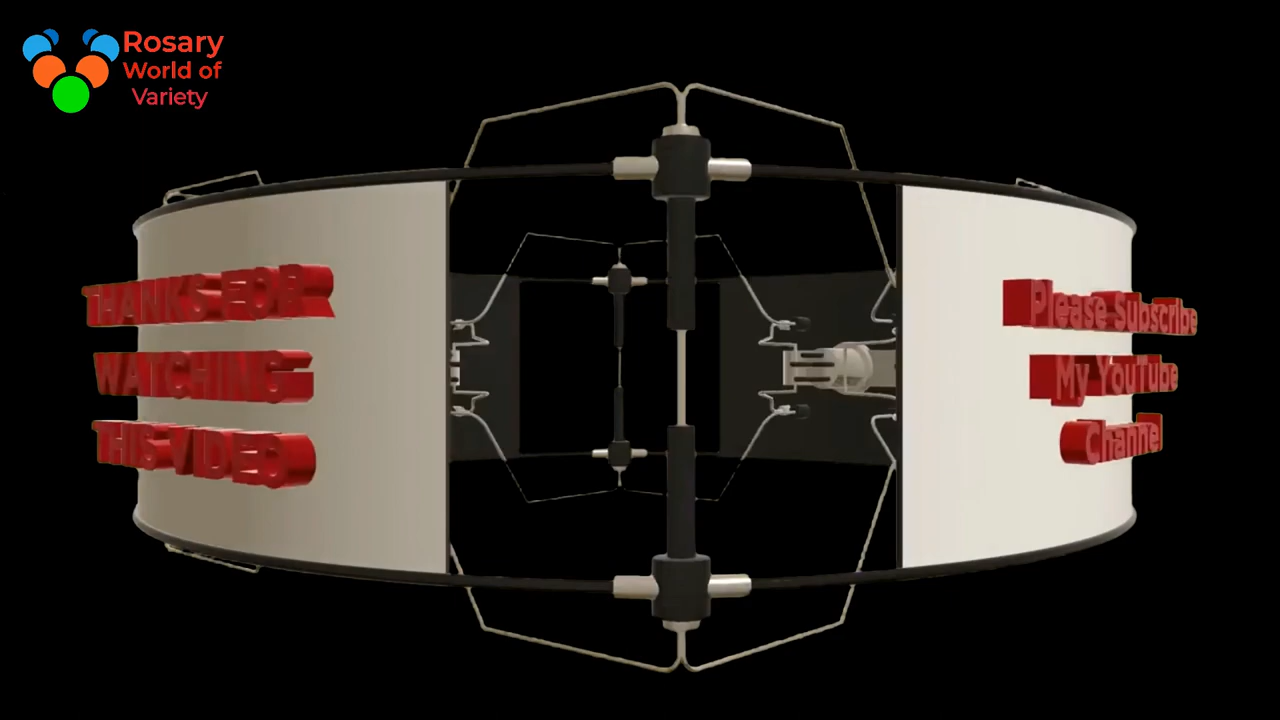 Rosary
World of
Variety
THANKS FOR
WATCHING
THIS VIDEO
Please Subscribe
My YouTube
Channel